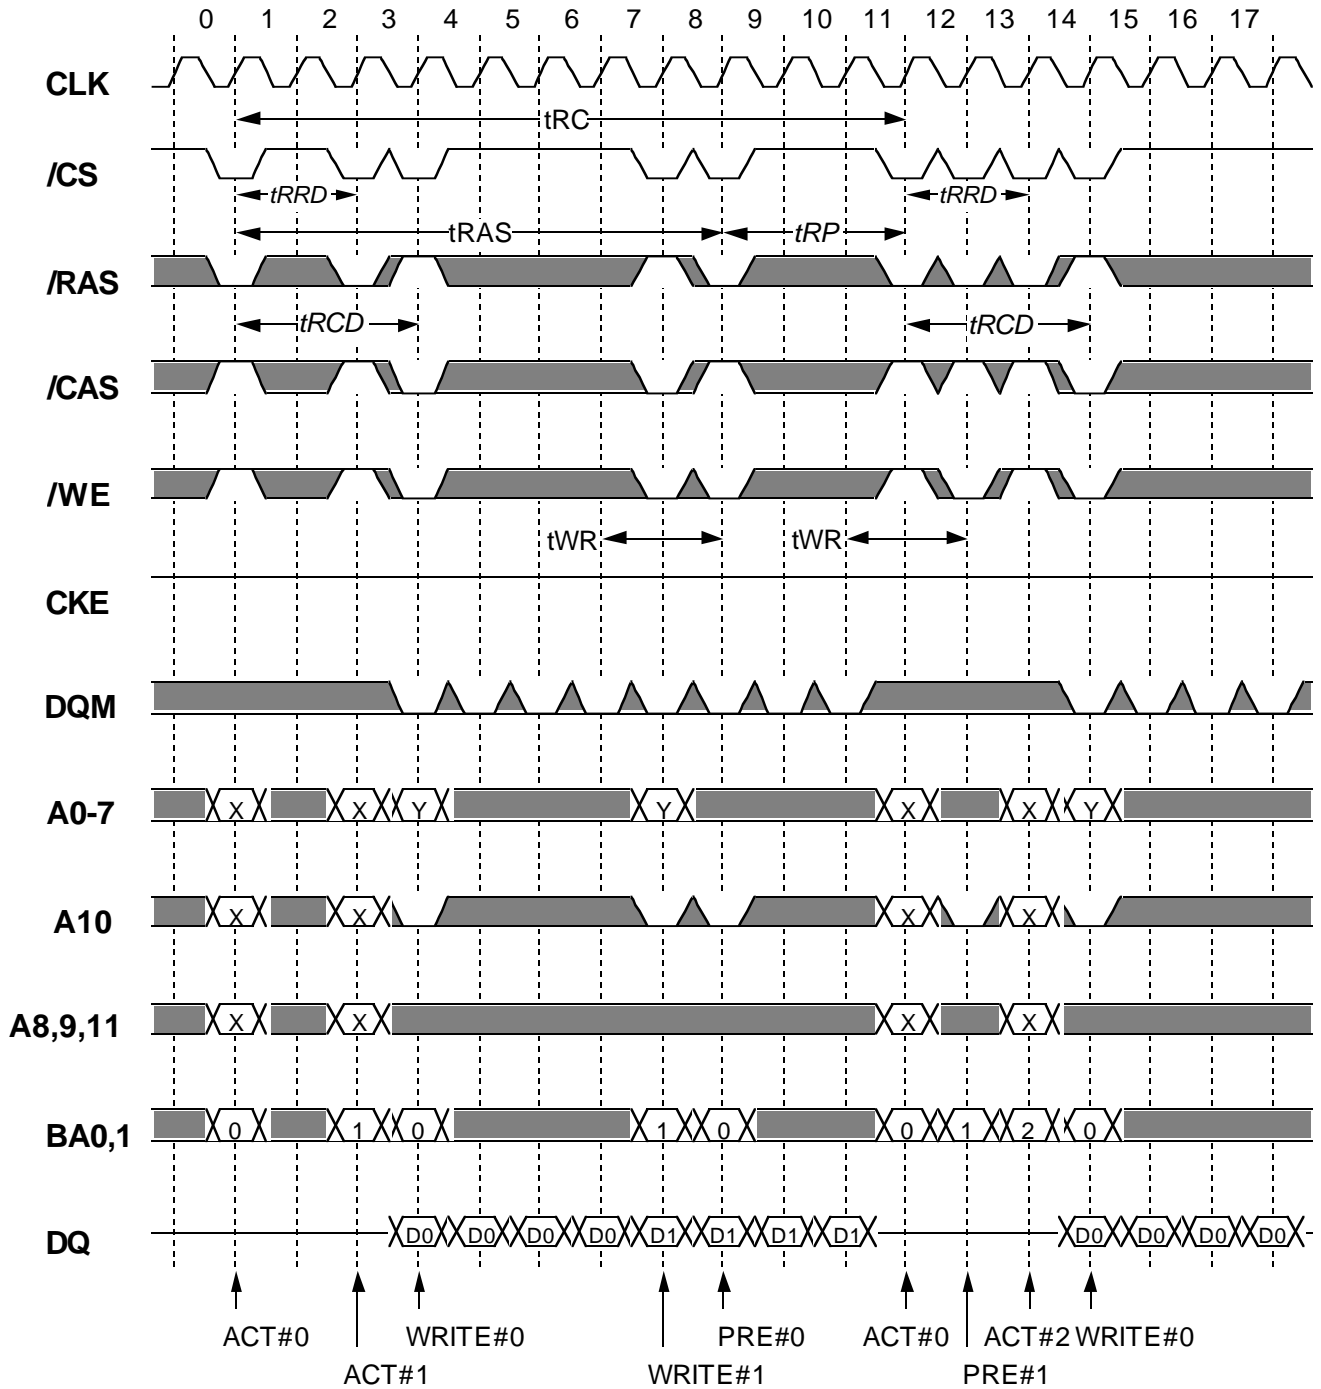 0 1 2 3 4 5 6 7 8 9 10 11 12 13 14 15 16 17
CLK
tRC
/CS
tRRD tRRD
tRAS tRP
/RAS
tRCD tRCD
/CAS
/WE
tWR tWR
CKE
DQM
A0-7 X X Y Y X X Y
A10 X X X X
A8,9,11 X X X X
BA0,1 0 1 0 1 0 0 1 2 0
DQ D0 D0 D0 D0 D1 D1 D1 D1 D0 D0 D0 D0
ACT#0 WRITE#0 PRE#0 ACT#0 ACT#2 WRITE#0
ACT#1 WRITE#1 PRE#1